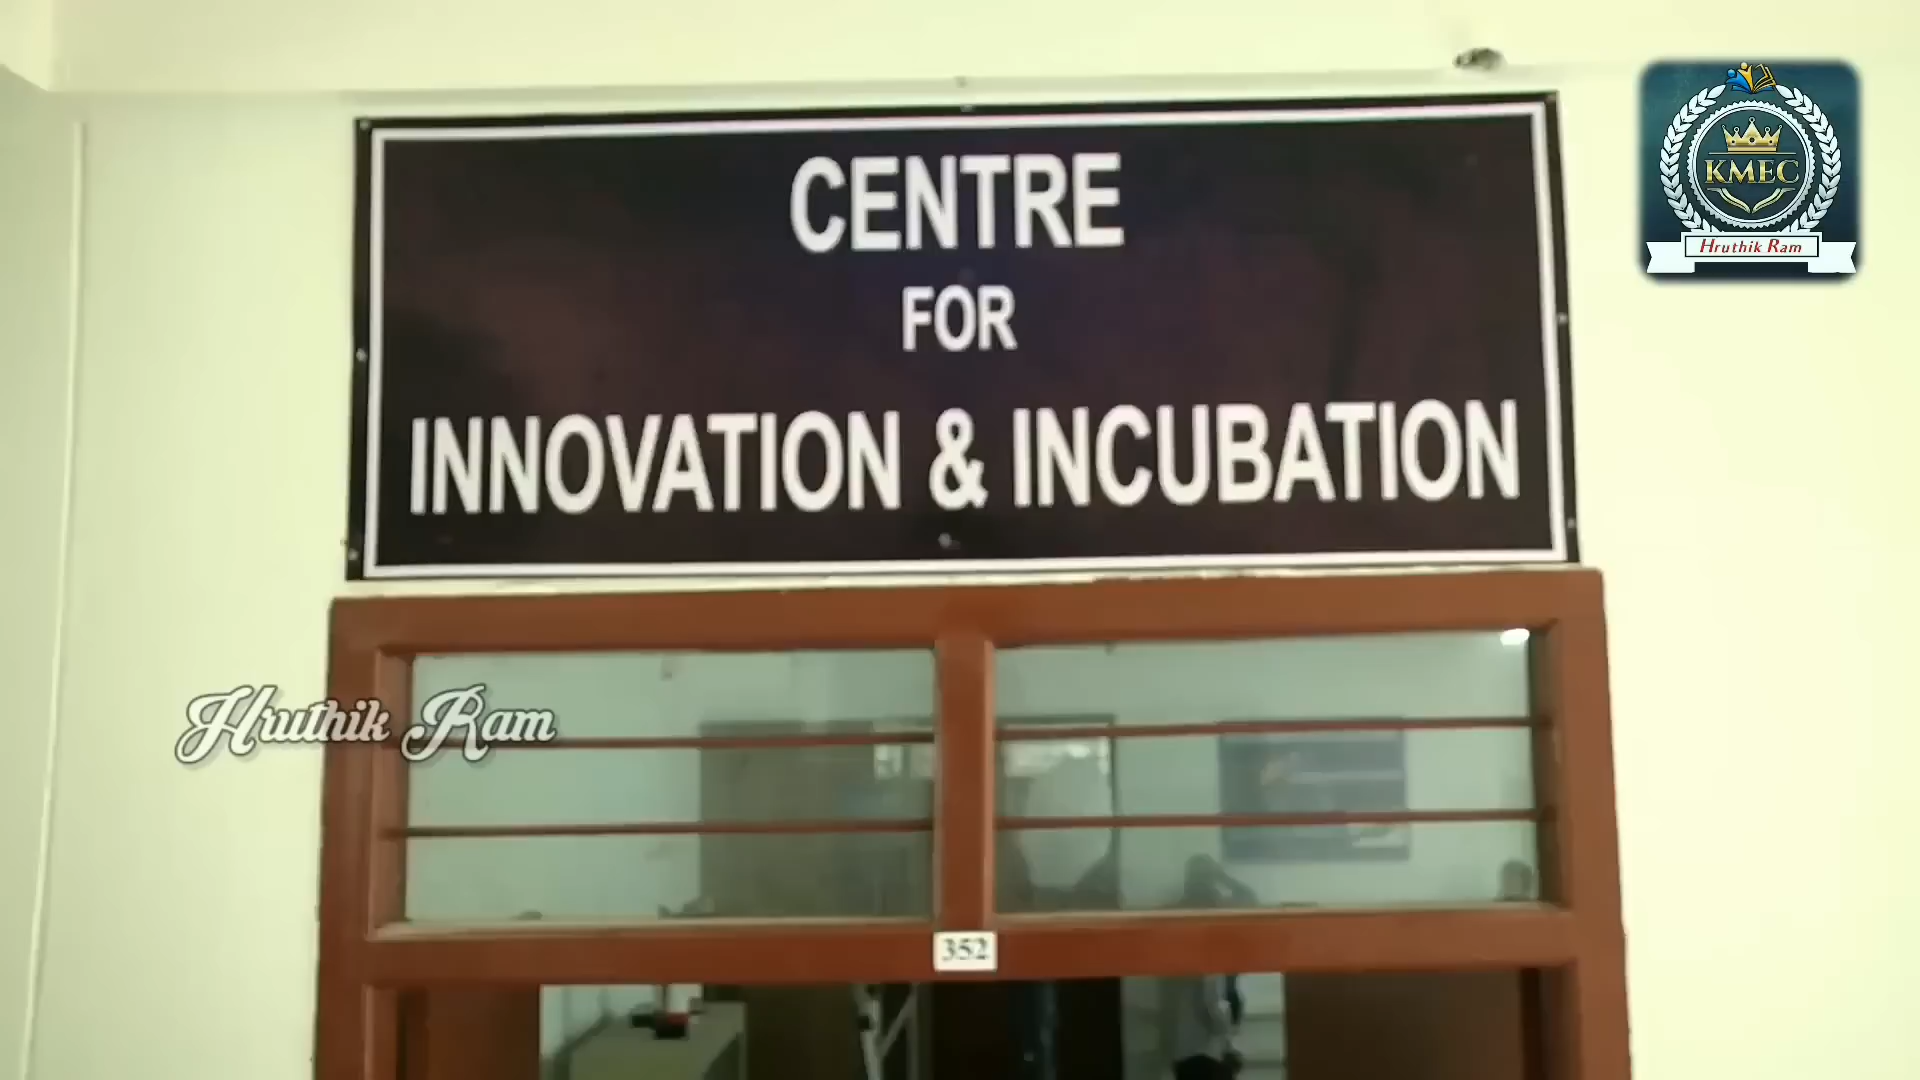 CENTRE
FOR
INNOVATION & INCUBATION
KMEC
Hruthik Ram
Hruthik Ram
352